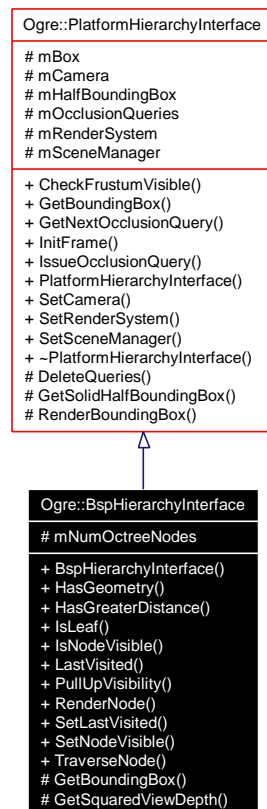 Ogre::PlatformHierarchyInterface
# mBox
# mCamera
# mHalfBoundingBox
# mOcclusionQueries
# mRenderSystem
# mSceneManager
+ CheckFrustumVisible()
+ GetBoundingBox()
+ GetNextOcclusionQuery()
+ InitFrame()
+ IssueOcclusionQuery()
+ PlatformHierarchyInterface()
+ SetCamera()
+ SetRenderSystem()
+ SetSceneManager()
+ ~PlatformHierarchyInterface()
# DeleteQueries()
# GetSolidHalfBoundingBox()
# RenderBoundingBox()
Ogre::BspHierarchyInterface
# mNumOctreeNodes
+ BspHierarchyInterface()
+ HasGeometry()
+ HasGreaterDistance()
+ IsLeaf()
+ IsNodeVisible()
+ LastVisited()
+ PullUpVisibility()
+ RenderNode()
+ SetLastVisited()
+ SetNodeVisible()
+ TraverseNode()
# GetBoundingBox()
# GetSquaredViewDepth()